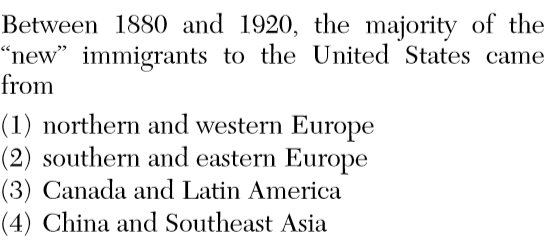 Between 1880 and 1920, the majority of the
“new” immigrants to the United States came
from
(1) northern and western Europe
(2) southern and eastern Europe
(3) Canada and Latin America
(4) China and Southeast Asia